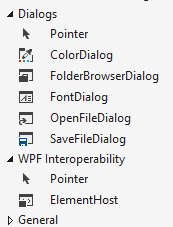 Dialogs
Pointer
ColorDialog
FolderBrowserDialog
FontDialog
OpenFileDialog
SaveFileDialog
WPF Interoperability
Pointer
ElementHost
General